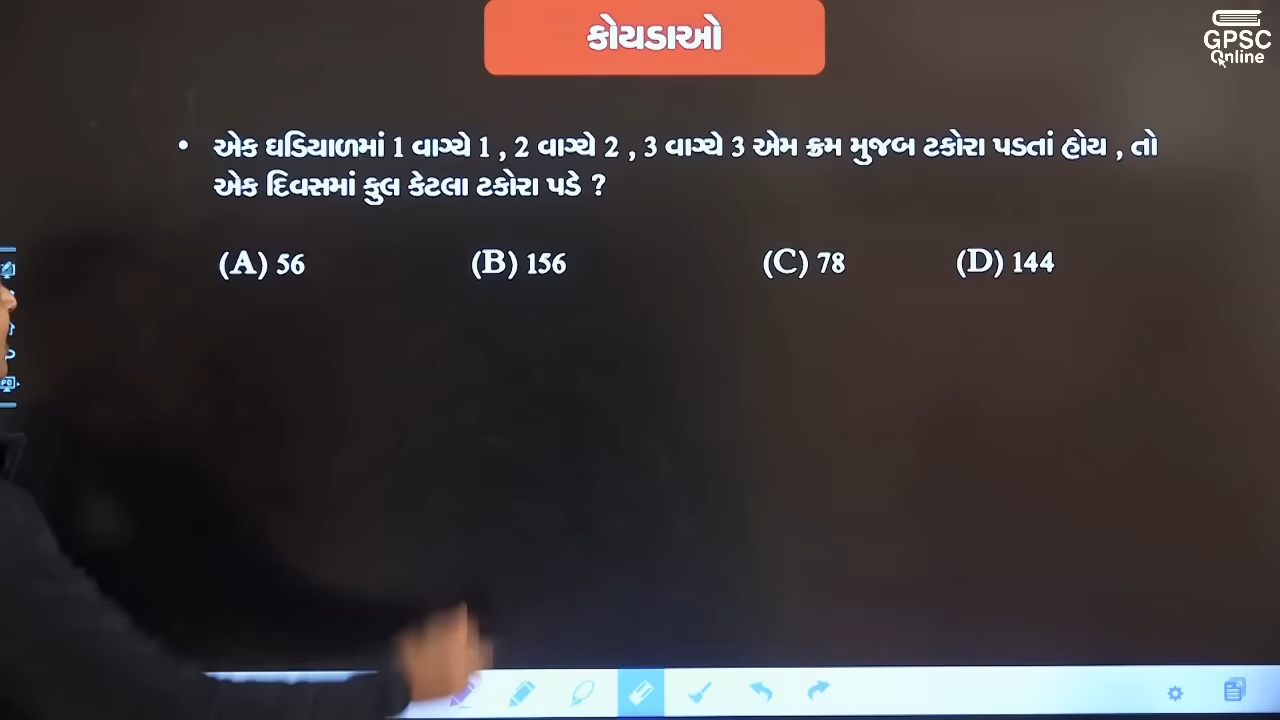 કોયડાઓ
GPSC
Online
• એક ઘડિયાળમાં 1 વાગ્યે 1 , 2 વાગ્યે 2 , 3 વાગ્યે 3 એમ ક્રમ મુજબ ટકોરા પડતાં હોય , તો
એક દિવસમાં કુલ કેટલા ટકોરા પડે ?
(A) 56 (B) 156 (C) 78 (D) 144